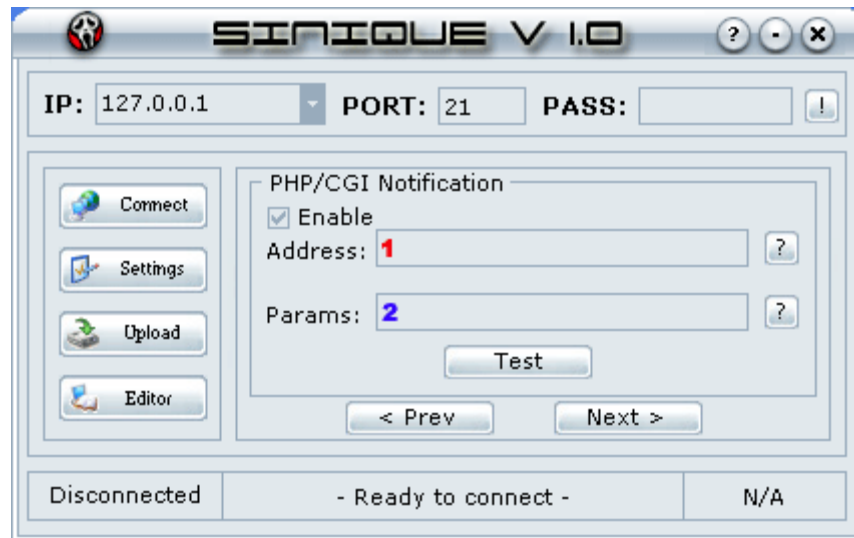 SINIQUE V 1.0 ? - X
IP: 127.0.0.1 PORT: 21 PASS: !
PHP/CGI Notification
Connect
Enable
Address: 1 ?
Settings
Params: 2 ?
Upload
Test
Editor
< Prev Next >
Disconnected - Ready to connect - N/A